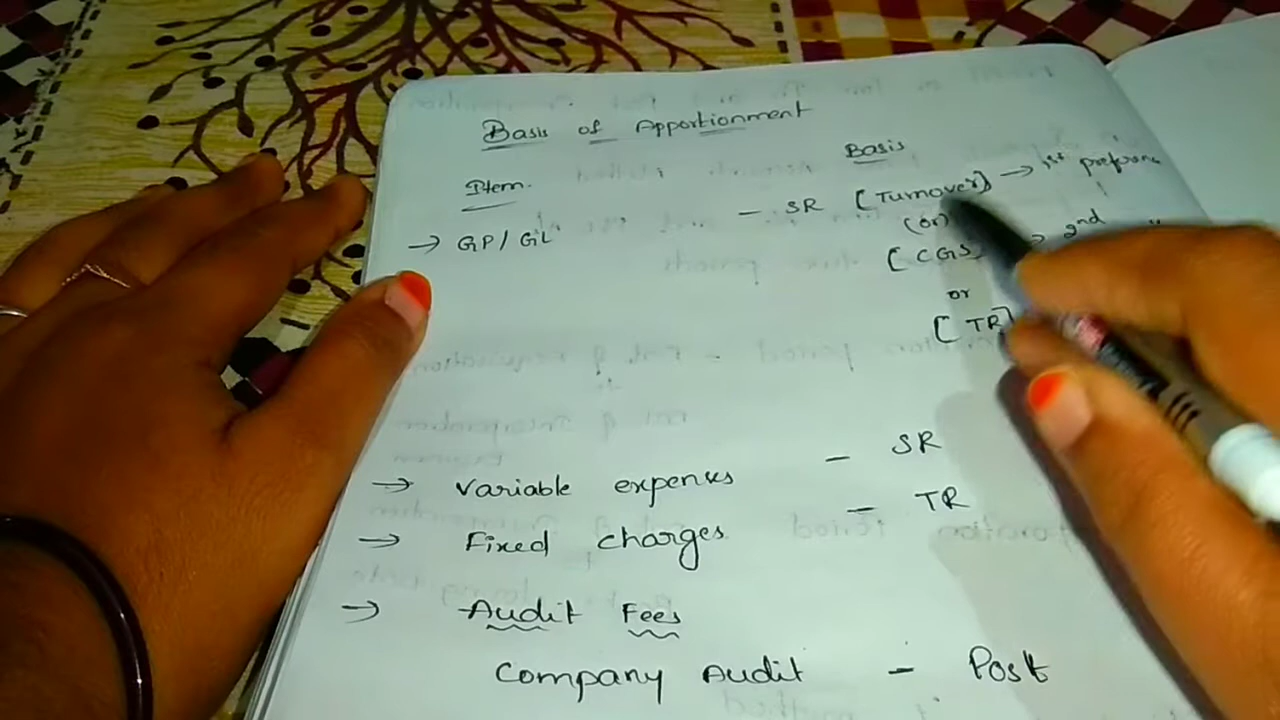 Basis of Apportionment
Item. Basis
→ GP/GL - SR [Turnover] → 1st
(or)
[CGS → 2nd
or
[TR]
→ Variable expenses - SR
→ Fixed charges - TR
→ Audit Fees
Company Audit - Post